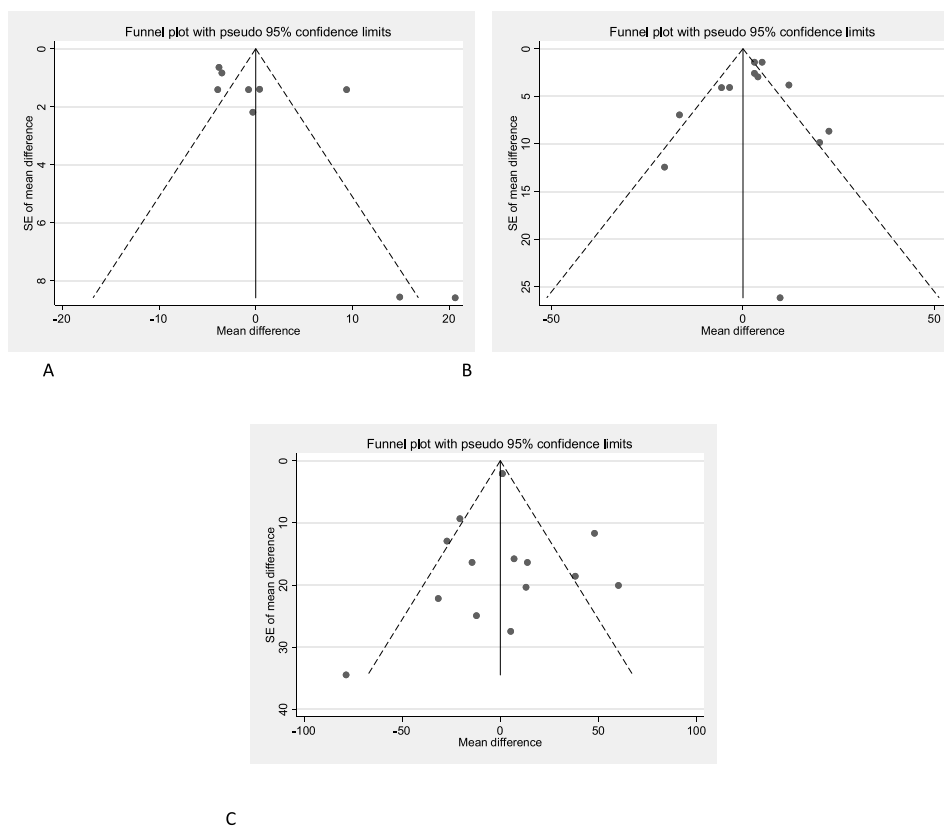 Funnel plot with pseudo 95% confidence limits
SE of mean difference
0
2
4
6
8
-20
-10
0
10
20
Mean difference
A
Funnel plot with pseudo 95% confidence limits
SE of mean difference
0
5
10
15
20
25
-50
0
50
Mean difference
B
Funnel plot with pseudo 95% confidence limits
SE of mean difference
0
10
20
30
40
-100
-50
0
50
100
Mean difference
C